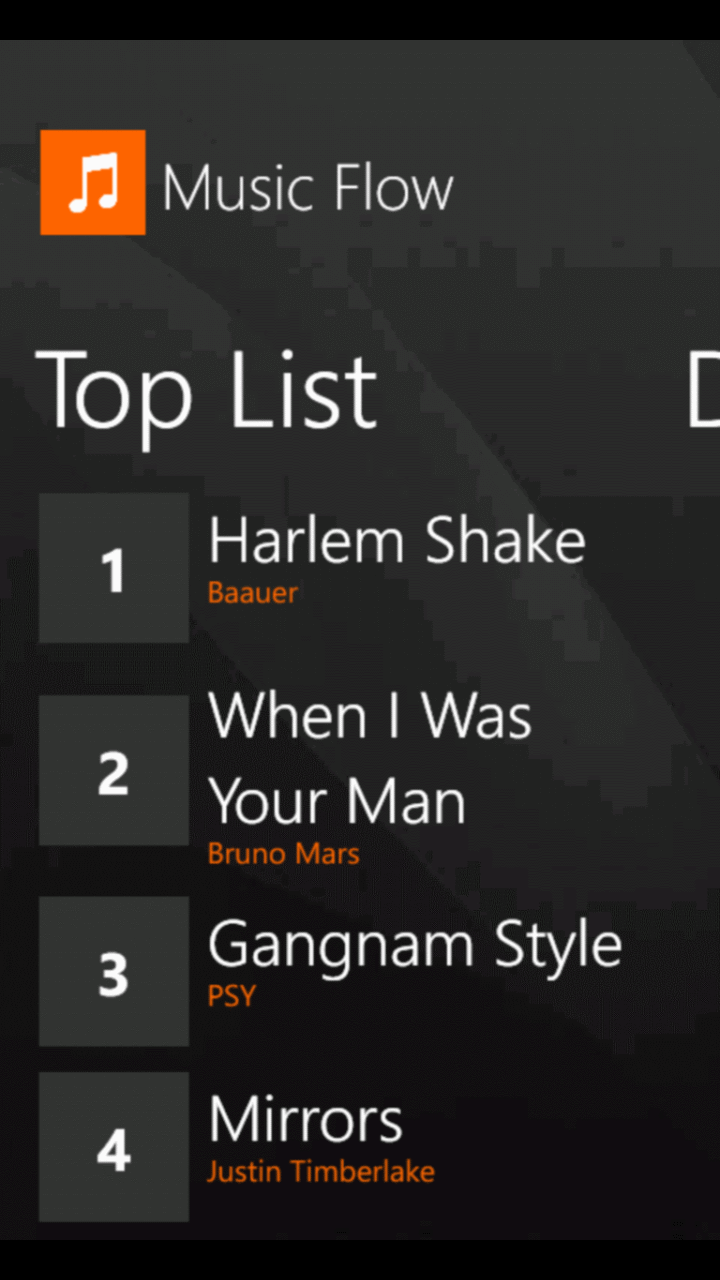 Music Flow
Top List
D
1
Harlem Shake
Baauer
2
When I Was
Your Man
Bruno Mars
3
Gangnam Style
PSY
4
Mirrors
Justin Timberlake